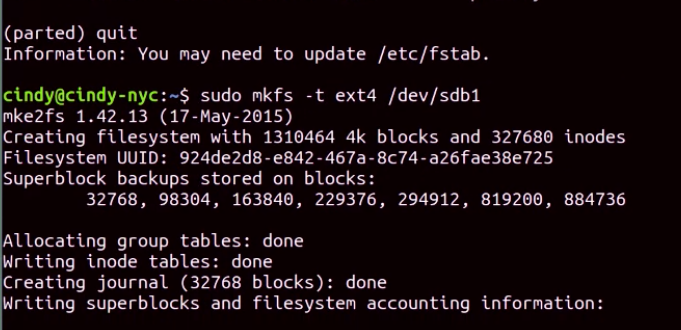 (parted) quit
Information: You may need to update /etc/fstab.
cindy@cindy-nyc:~$ sudo mkfs -t ext4 /dev/sdb1
mke2fs 1.42.13 (17-May-2015)
Creating filesystem with 1310464 4k blocks and 327680 inodes
Filesystem UUID: 924de2d8-e842-467a-8c74-a26fae38e725
Superblock backups stored on blocks:
32768, 98304, 163840, 229376, 294912, 819200, 884736
Allocating group tables: done
Writing inode tables: done
Creating journal (32768 blocks): done
Writing superblocks and filesystem accounting information: